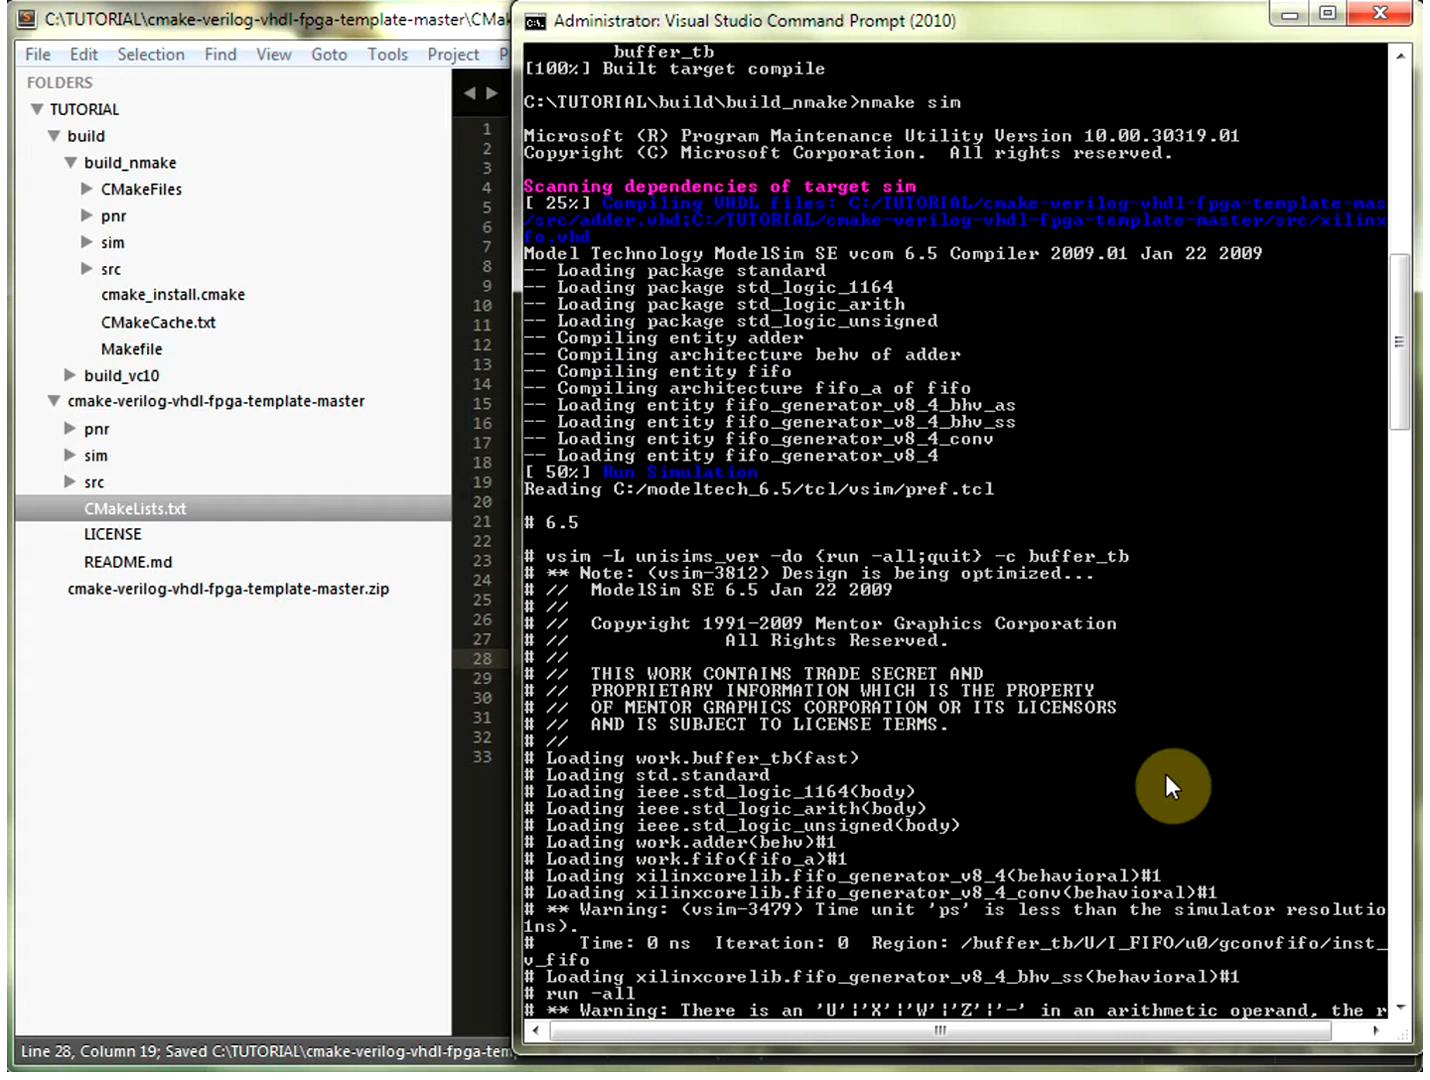 C:\TUTORIAL\cmake-verilog-vhdl-fpga-template-master\CMa
File Edit Selection Find View Goto Tools Project P
FOLDERS
TUTORIAL
build
build_nmake
CMakeFiles
pnr
sim
src
cmake_install.cmake
CMakeCache.txt
Makefile
build_vc10
cmake-verilog-vhdl-fpga-template-master
pnr
sim
src
CMakeLists.txt
LICENSE
README.md
cmake-verilog-vhdl-fpga-template-master.zip
1
2
3
4
5
6
7
8
9
10
11
12
13
14
15
16
17
18
19
20
21
22
23
24
25
26
27
28
29
30
31
32
33
Line 28, Column 19; Saved C:\TUTORIAL\cmake-verilog-vhdl-fpga-tem
Administrator: Visual Studio Command Prompt (2010)
buffer_tb
[100%] Built target compile
C:\TUTORIAL\build\build_nmake>nmake sim
Microsoft (R) Program Maintenance Utility Version 10.00.30319.01
Copyright (C) Microsoft Corporation.  All rights reserved.
Scanning dependencies of target sim
[ 25%] Compiling VHDL files: C:/TUTORIAL/cmake-verilog-vhdl-fpga-template-mas
/src/adder.vhd;C:/TUTORIAL/cmake-verilog-vhdl-fpga-template-master/src/xilinx
fo.vhd
Model Technology ModelSim SE vcom 6.5 Compiler 2009.01 Jan 22 2009
-- Loading package standard
-- Loading package std_logic_1164
-- Loading package std_logic_arith
-- Loading package std_logic_unsigned
-- Compiling entity adder
-- Compiling architecture behv of adder
-- Compiling entity fifo
-- Compiling architecture fifo_a of fifo
-- Loading entity fifo_generator_v8_4_bhv_as
-- Loading entity fifo_generator_v8_4_bhv_ss
-- Loading entity fifo_generator_v8_4_conv
-- Loading entity fifo_generator_v8_4
[ 50%] Run Simulation
Reading C:/modeltech_6.5/tcl/vsim/pref.tcl
# 6.5
# vsim -L unisims_ver -do {run -all;quit} -c buffer_tb
# ** Note: (vsim-3812) Design is being optimized...
# //  ModelSim SE 6.5 Jan 22 2009
# //
# //  Copyright 1991-2009 Mentor Graphics Corporation
# //              All Rights Reserved.
# //
# //  THIS WORK CONTAINS TRADE SECRET AND
# //  PROPRIETARY INFORMATION WHICH IS THE PROPERTY
# //  OF MENTOR GRAPHICS CORPORATION OR ITS LICENSORS
# //  AND IS SUBJECT TO LICENSE TERMS.
# //
# Loading work.buffer_tb(fast)
# Loading std.standard
# Loading ieee.std_logic_1164(body)
# Loading ieee.std_logic_arith(body)
# Loading ieee.std_logic_unsigned(body)
# Loading work.adder(behv)#1
# Loading work.fifo(fifo_a)#1
# Loading xilinxcorelib.fifo_generator_v8_4(behavioral)#1
# Loading xilinxcorelib.fifo_generator_v8_4_conv(behavioral)#1
# ** Warning: (vsim-3479) Time unit 'ps' is less than the simulator resolutio
1ns).
#    Time: 0 ns  Iteration: 0  Region: /buffer_tb/U/I_FIFO/u0/gconvfifo/inst_
v_fifo
# Loading xilinxcorelib.fifo_generator_v8_4_bhv_ss(behavioral)#1
# run -all
# ** Warning: There is an 'U'|'X'|'W'|'Z'|'-' in an arithmetic operand, the r